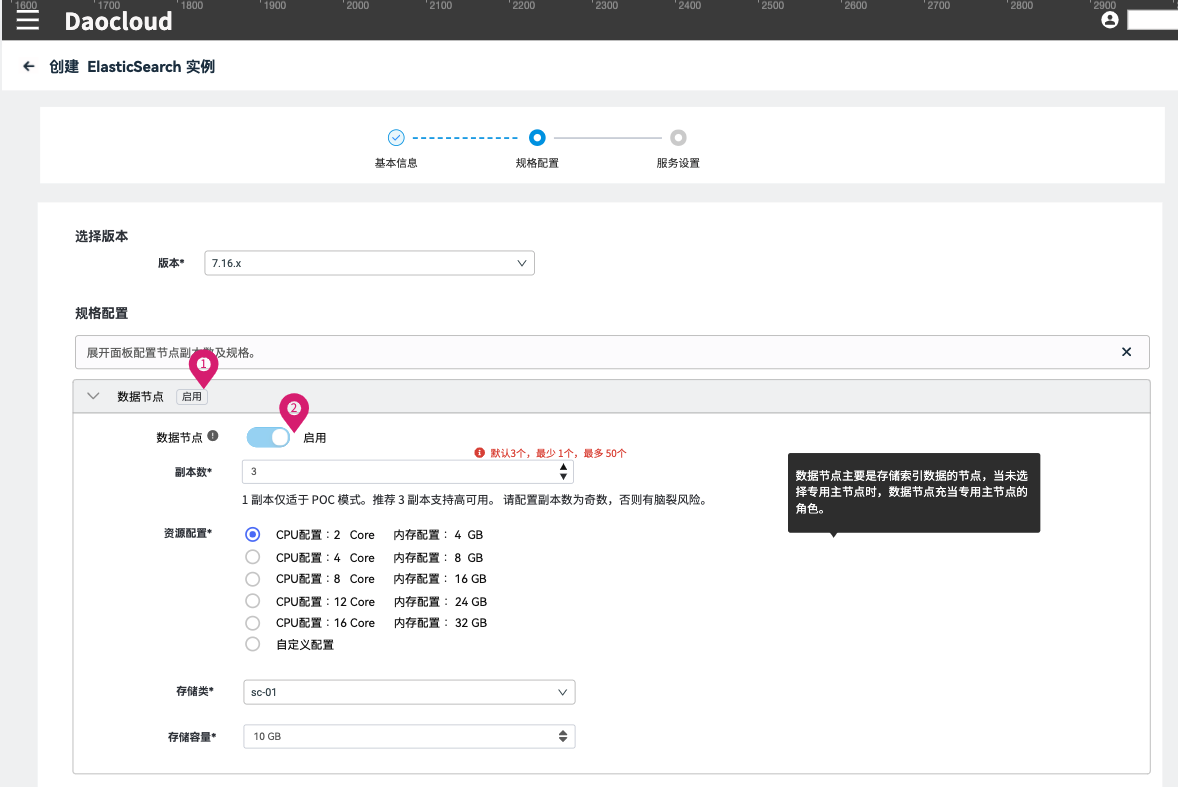 1600 1700 1800 1900 2000 2100 2200 2300 2400 2500 2600 2700 2800 2900
Daocloud
创建 ElasticSearch 实例
基本信息 规格配置 服务设置
选择版本
版本* 7.16.x
规格配置
展开面板配置节点副本数及规格。
1
数据节点 启用
2
数据节点 启用
默认3个，最少 1个，最多 50个
副本数* 3
1 副本仅适于 POC 模式。推荐 3 副本支持高可用。 请配置副本数为奇数，否则有脑裂风险。
数据节点主要是存储索引数据的节点，当未选
择专用主节点时，数据节点充当专用主节点的
角色。
资源配置* CPU配置：2 Core 内存配置： 4 GB
CPU配置：4 Core 内存配置： 8 GB
CPU配置：8 Core 内存配置： 16 GB
CPU配置：12 Core 内存配置： 24 GB
CPU配置：16 Core 内存配置： 32 GB
自定义配置
存储类* sc-01
存储容量* 10 GB